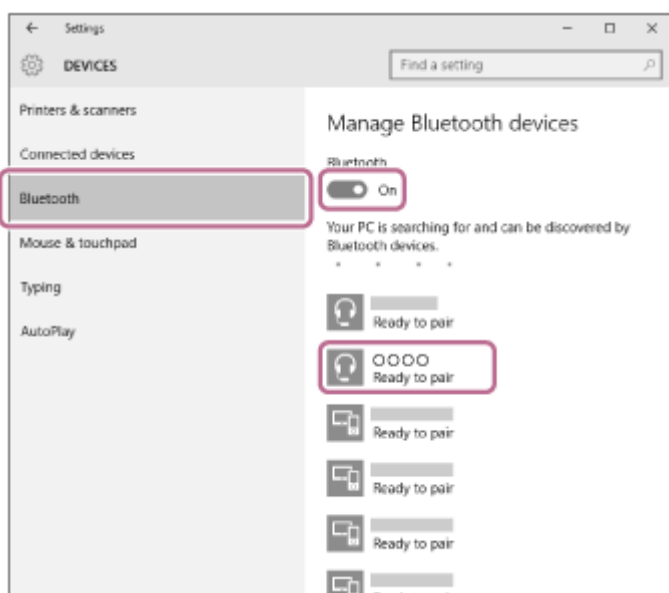 Settings
DEVICES
Find a setting
Printers & scanners
Connected devices
Bluetooth
Mouse & touchpad
Typing
AutoPlay
Manage Bluetooth devices
Bluetooth
On
Your PC is searching for and can be discovered by
Bluetooth devices.
Ready to pair
OOOO
Ready to pair
Ready to pair
Ready to pair
Ready to pair